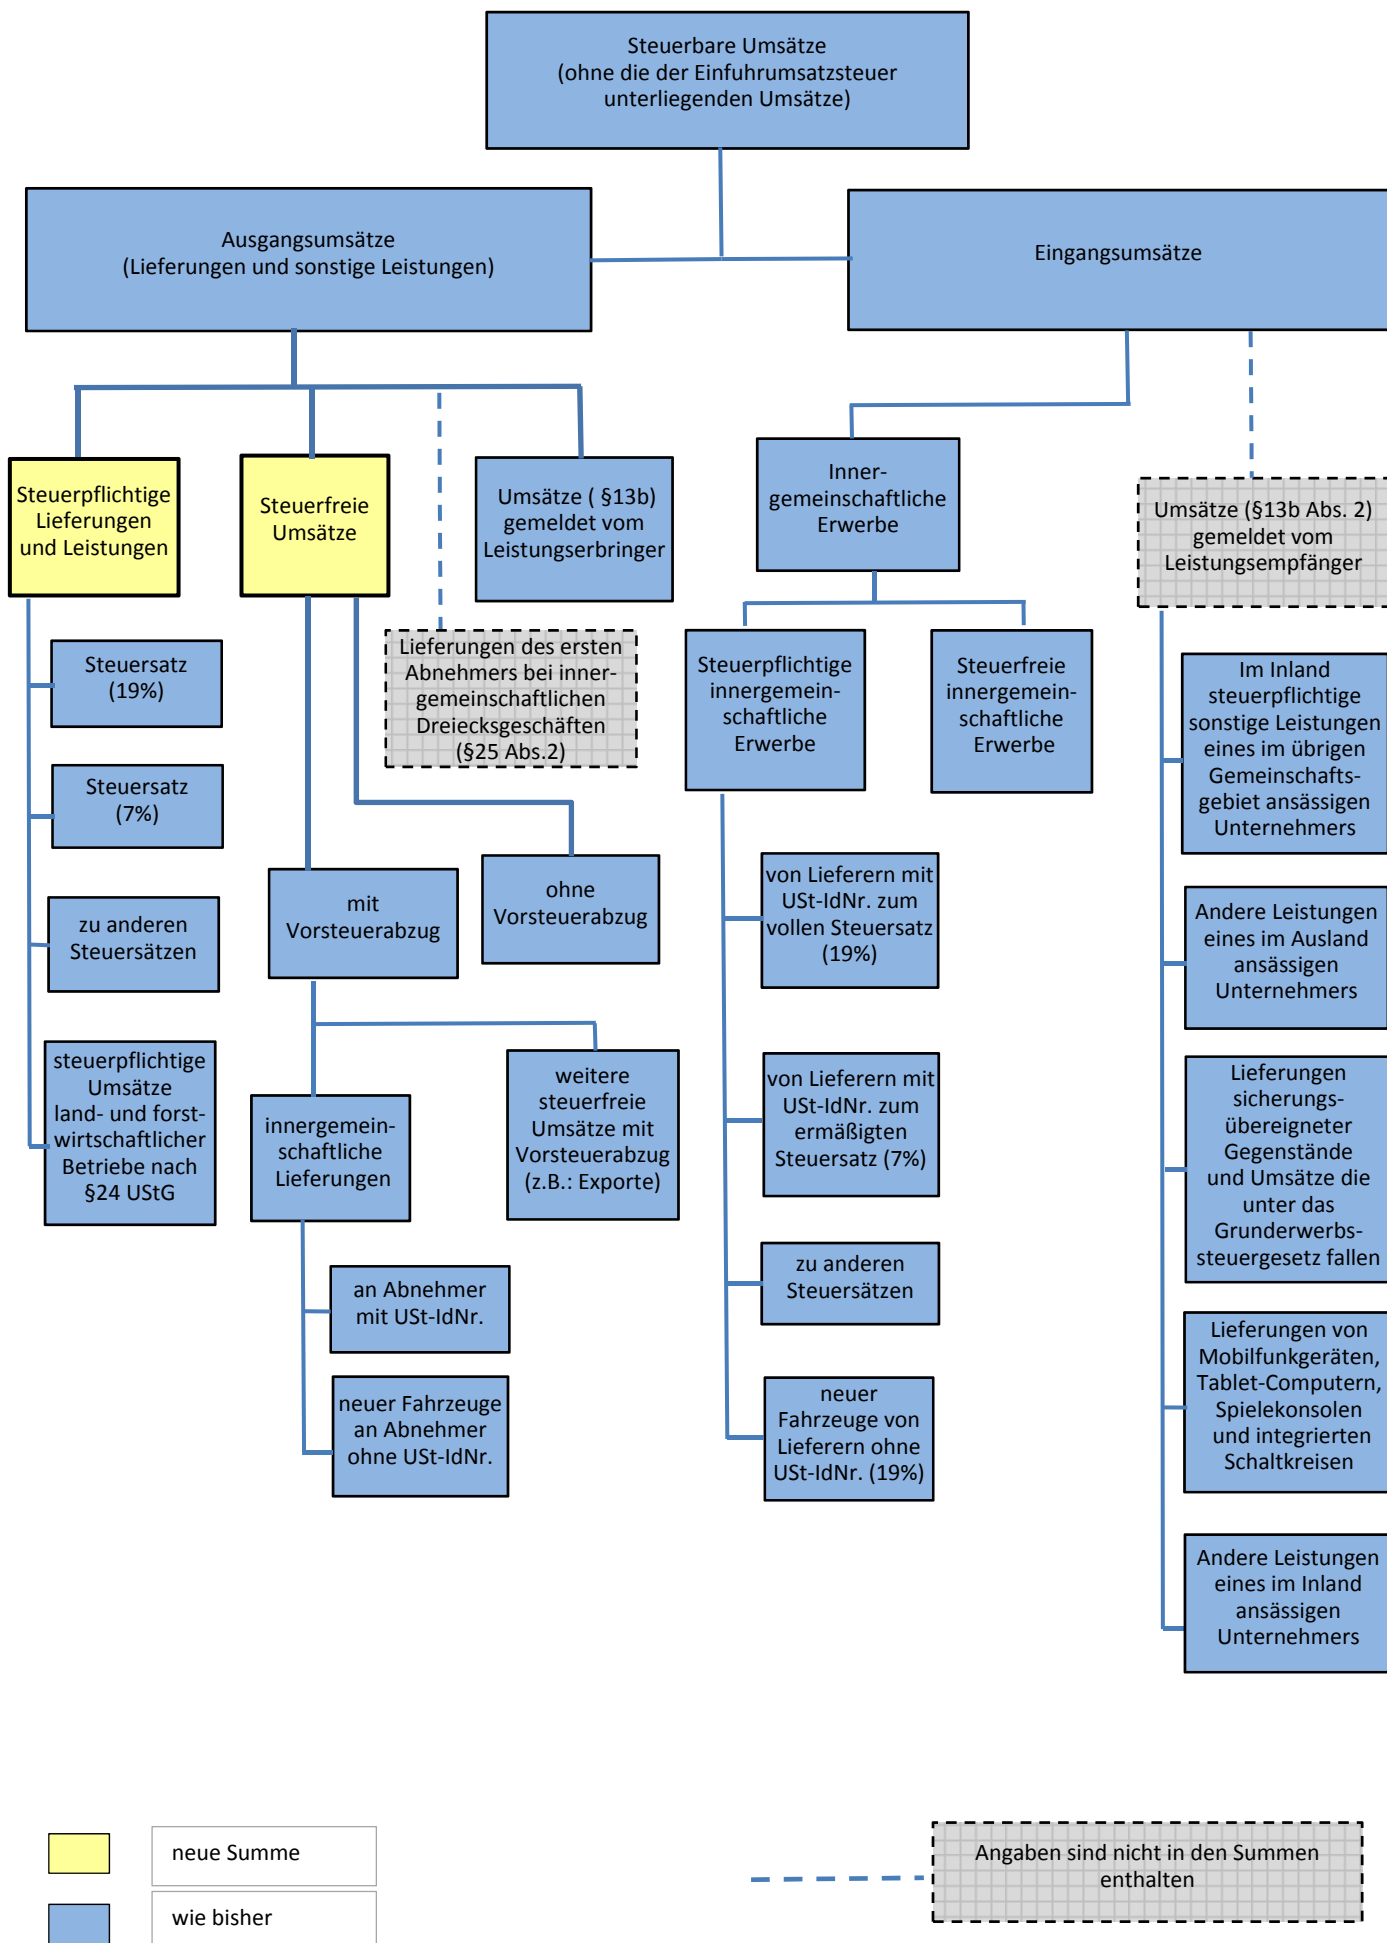 Steuerbare Umsätze
(ohne die der Einfuhrumsatzsteuer
unterliegenden Umsätze)
Ausgangsumsätze
(Lieferungen und sonstige Leistungen)
Eingangsumsätze
Steuerpflichtige
Lieferungen
und Leistungen
Steuerfreie
Umsätze
Umsätze ( §13b)
gemeldet vom
Leistungserbringer
Inner-
gemeinschaftliche
Erwerbe
Umsätze (§13b Abs. 2)
gemeldet vom
Leistungsempfänger
Steuersatz
(19%)
Steuersatz
(7%)
zu anderen
Steuersätzen
steuerpflichtige
Umsätze
land- und forst-
wirtschaftlicher
Betriebe nach
§24 UStG
Lieferungen des ersten
Abnehmers bei inner-
gemeinschaftlichen
Dreiecksgeschäften
(§25 Abs.2)
mit
Vorsteuerabzug
ohne
Vorsteuerabzug
innergemein-
schaftliche
Lieferungen
weitere
steuerfreie
Umsätze mit
Vorsteuerabzug
(z.B.: Exporte)
an Abnehmer
mit USt-IdNr.
neuer Fahrzeuge
an Abnehmer
ohne USt-IdNr.
Steuerpflichtige
innergemein-
schaftliche
Erwerbe
Steuerfreie
innergemein-
schaftliche
Erwerbe
von Lieferern mit
USt-IdNr. zum
vollen Steuersatz
(19%)
von Lieferern mit
USt-IdNr. zum
ermäßigten
Steuersatz (7%)
zu anderen
Steuersätzen
neuer
Fahrzeuge von
Lieferern ohne
USt-IdNr. (19%)
Im Inland
steuerpflichtige
sonstige Leistungen
eines im übrigen
Gemeinschafts-
gebiet ansässigen
Unternehmers
Andere Leistungen
eines im Ausland
ansässigen
Unternehmers
Lieferungen
sicherungs-
übereigneter
Gegenstände
und Umsätze die
unter das
Grunderwerbs-
steuergesetz fallen
Lieferungen von
Mobilfunkgeräten,
Tablet-Computern,
Spielekonsolen
und integrierten
Schaltkreisen
Andere Leistungen
eines im Inland
ansässigen
Unternehmers
neue Summe
wie bisher
Angaben sind nicht in den Summen
enthalten